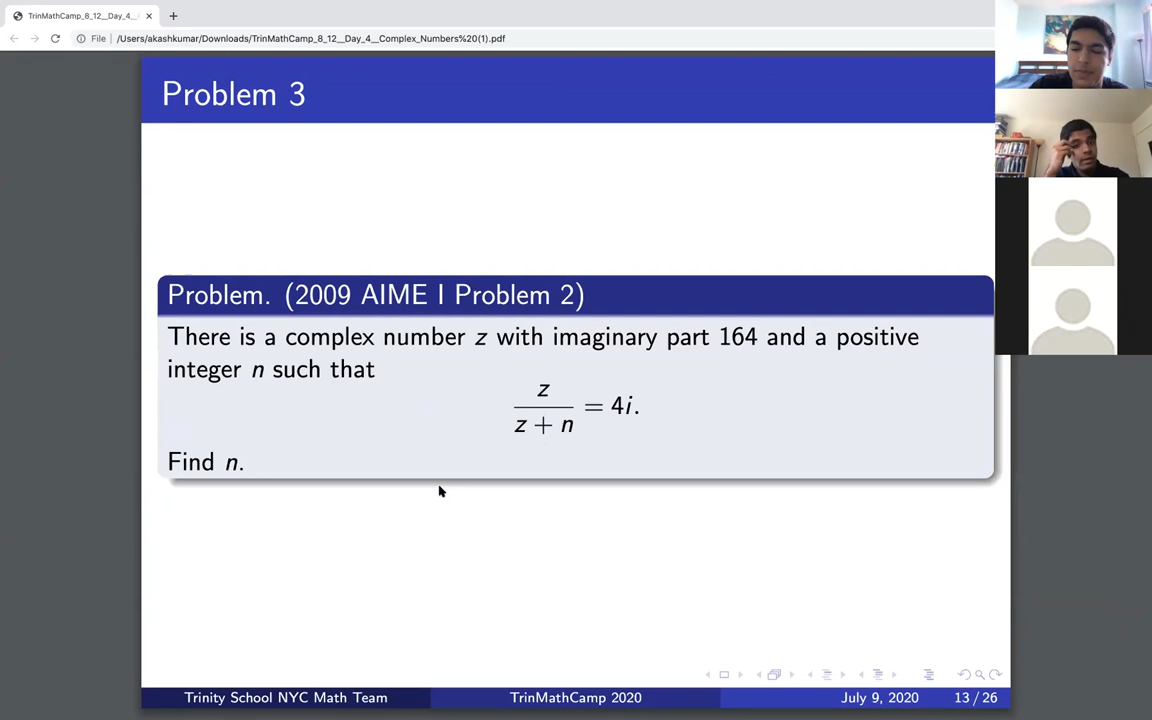 TrinMathCamp_8_12__Day_4_
File /Users/akashkumar/Downloads/TrinMathCamp_8_12__Day_4__Complex_Numbers%20(1).pdf
Problem 3
Problem. (2009 AIME I Problem 2)
There is a complex number z with imaginary part 164 and a positive
integer n such that
z
z + n = 4i.
Find n.
Trinity School NYC Math Team TrinMathCamp 2020 July 9, 2020 13 / 26